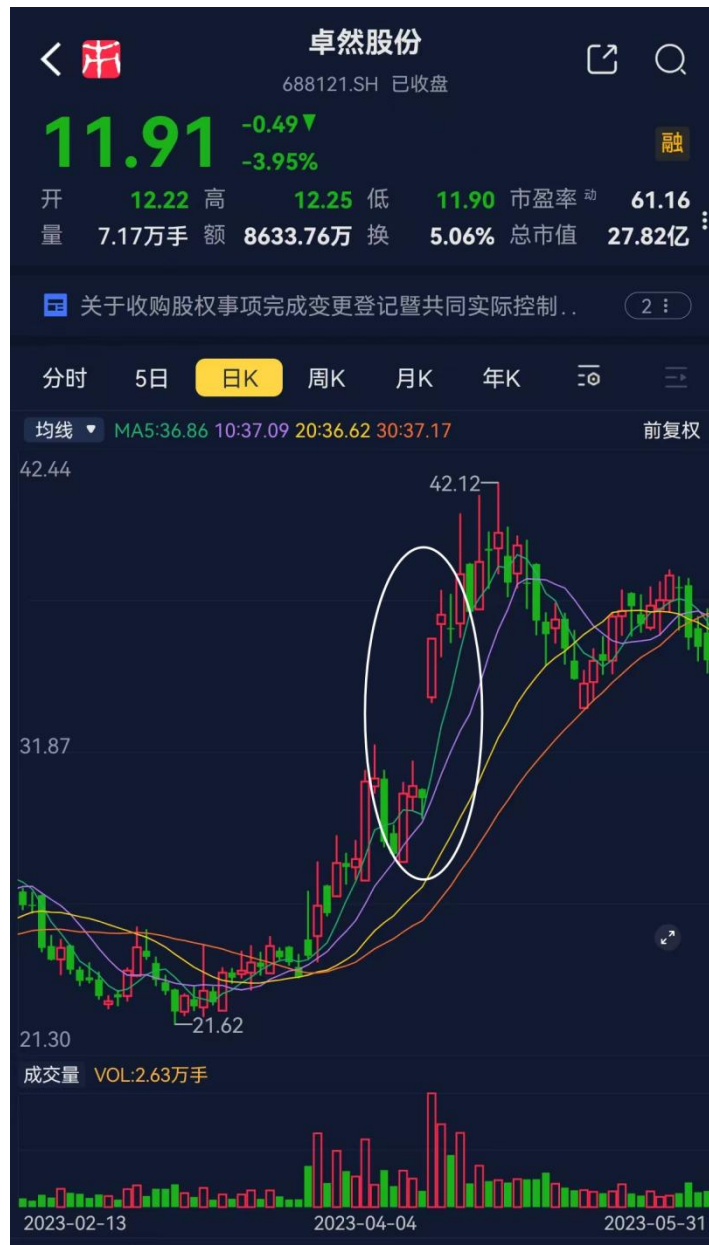 卓然股份
688121.SH 已收盘
11.91 -0.49▼
-3.95%
融
开 12.22 高 12.25 低 11.90 市盈率 动 61.16
量 7.17万手 额 8633.76万 换 5.06% 总市值 27.82亿
关于收购股权事项完成变更登记暨共同实际控制.. 2
分时 5日 日K 周K 月K 年K
均线 ▼ MA5:36.86 10:37.09 20:36.62 30:37.17 前复权
42.44
42.12
31.87
21.62
21.30
成交量 VOL:2.63万手
2023-02-13 2023-04-04 2023-05-31